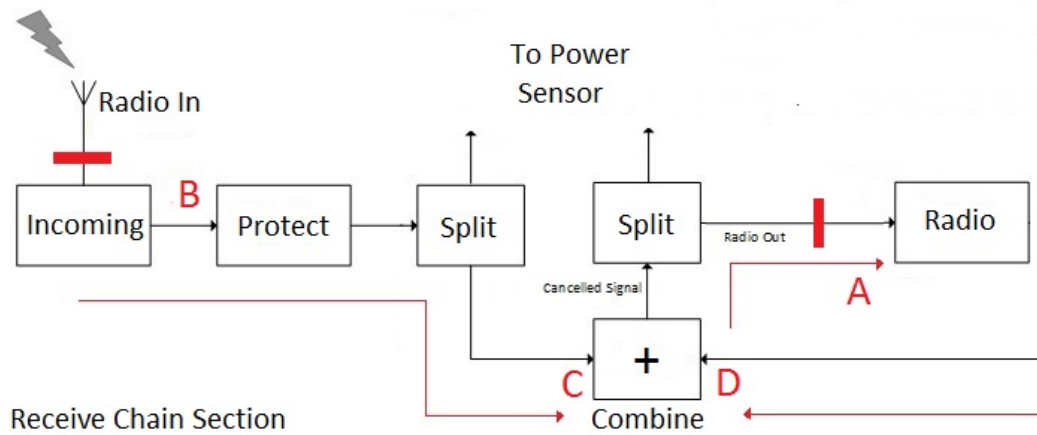 To Power
Sensor
Radio In
B
Incoming
Protect
Split
Split
Radio
Radio Out
A
Cancelled Signal
+
C
D
Combine
Receive Chain Section